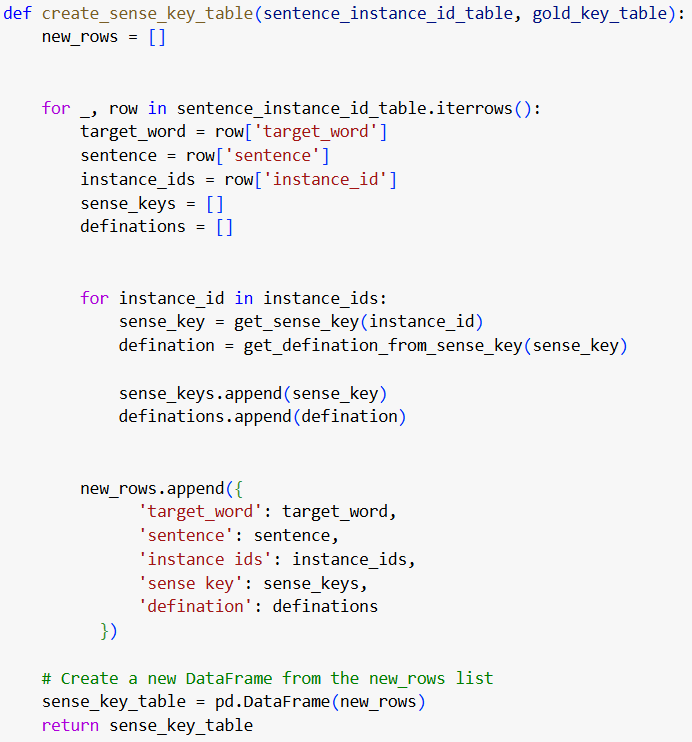 def create_sense_key_table(sentence_instance_id_table, gold_key_table):
    new_rows = []
    for _, row in sentence_instance_id_table.iterrows():
        target_word = row['target_word']
        sentence = row['sentence']
        instance_ids = row['instance_id']
        sense_keys = []
        definations = []
        for instance_id in instance_ids:
            sense_key = get_sense_key(instance_id)
            defination = get_defination_from_sense_key(sense_key)
            sense_keys.append(sense_key)
            definations.append(defination)
        new_rows.append({
              'target_word': target_word,
              'sentence': sentence,
              'instance ids': instance_ids,
              'sense key': sense_keys,
              'defination': definations
          })
    # Create a new DataFrame from the new_rows list
    sense_key_table = pd.DataFrame(new_rows)
    return sense_key_table